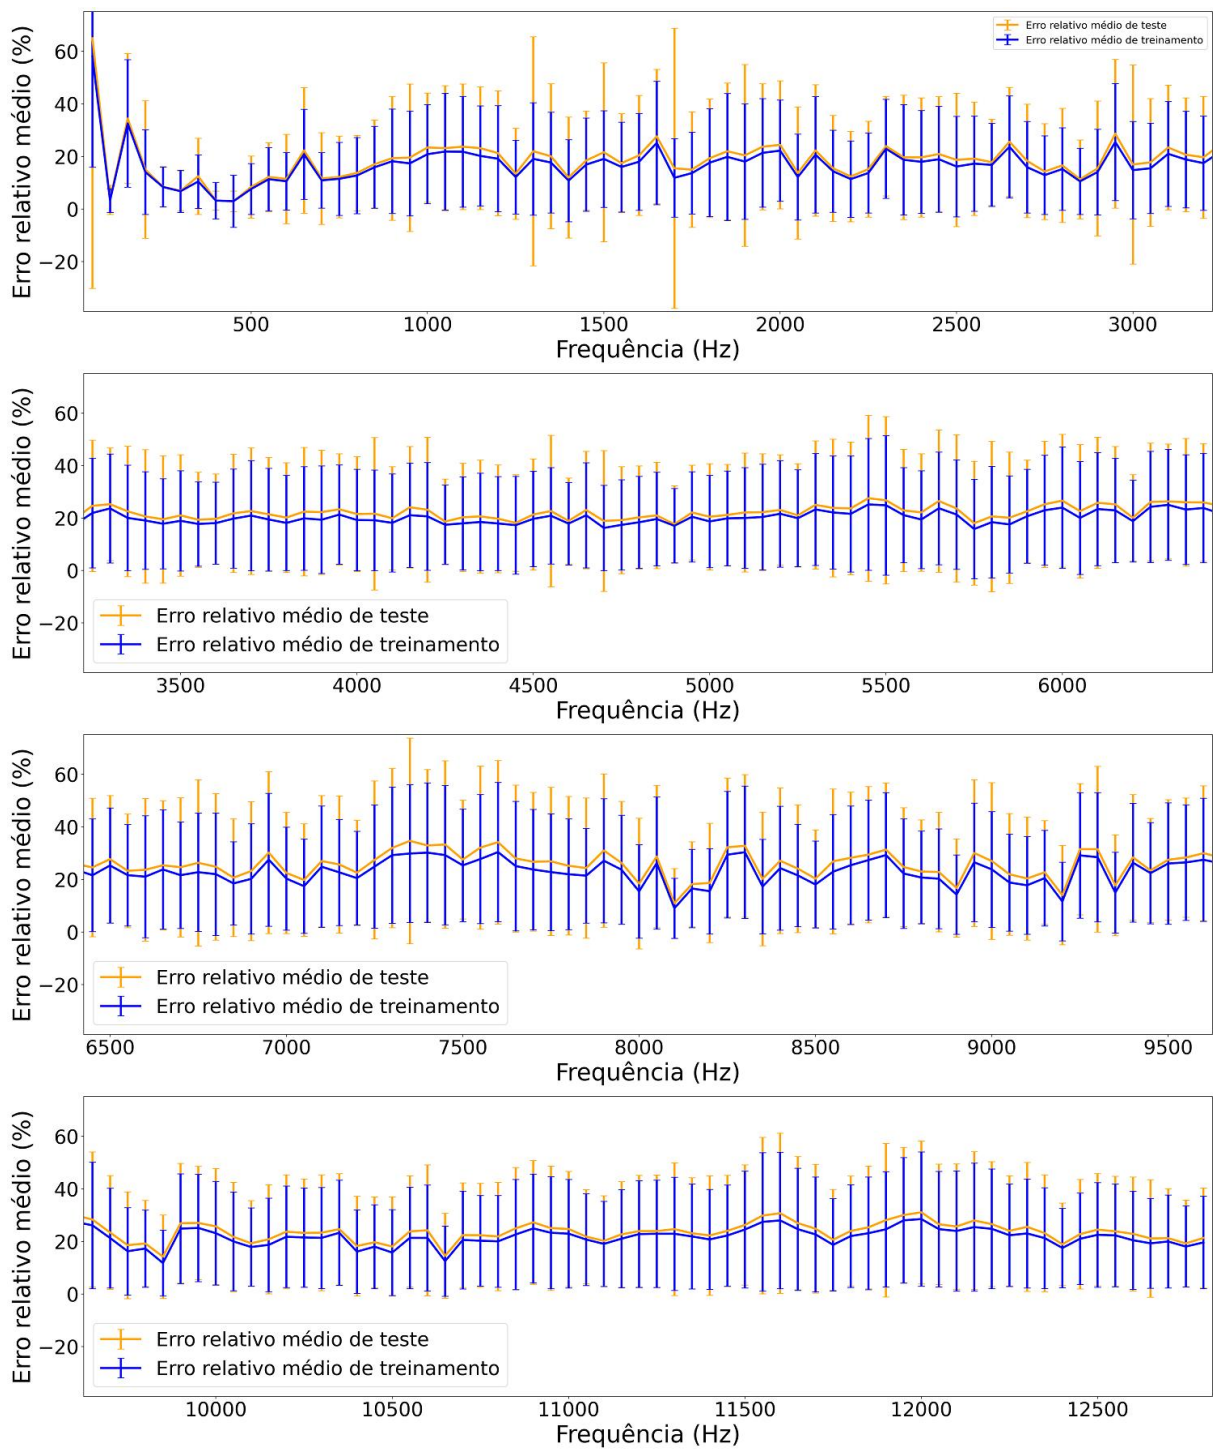 Erro relativo médio (%)
60
40
20
0
−20
Erro relativo médio de teste
Erro relativo médio de treinamento
500 1000 1500 2000 2500 3000
Frequência (Hz)
Erro relativo médio (%)
60
40
20
0
−20
Erro relativo médio de teste
Erro relativo médio de treinamento
3500 4000 4500 5000 5500 6000
Frequência (Hz)
Erro relativo médio (%)
60
40
20
0
−20
Erro relativo médio de teste
Erro relativo médio de treinamento
6500 7000 7500 8000 8500 9000 9500
Frequência (Hz)
Erro relativo médio (%)
60
40
20
0
−20
Erro relativo médio de teste
Erro relativo médio de treinamento
10000 10500 11000 11500 12000 12500
Frequência (Hz)